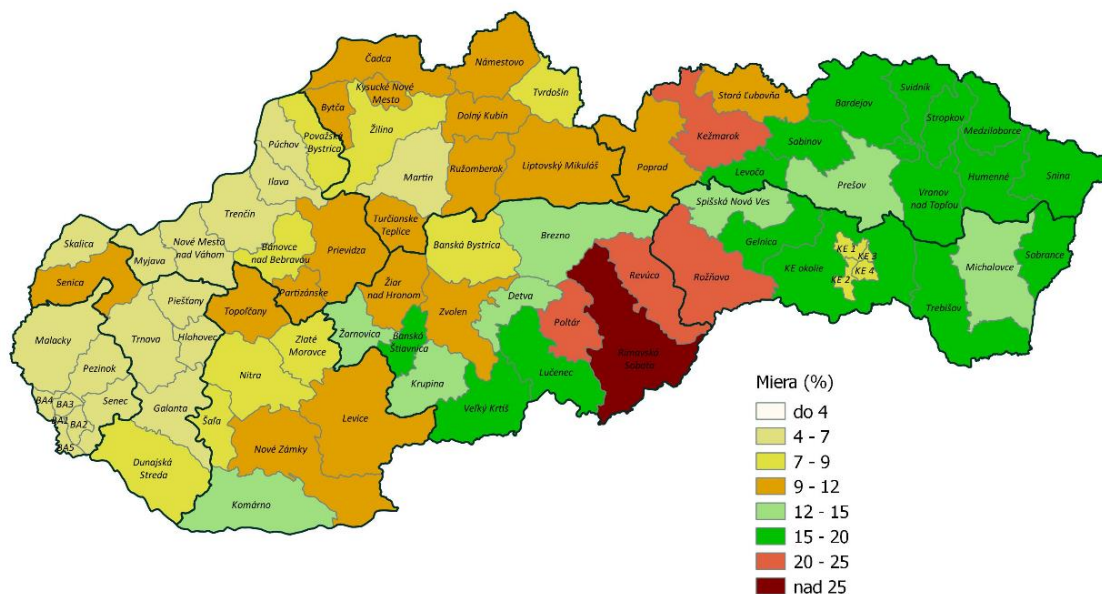 Čadca
Námestovo
Kysucké Nové
Mesto
Tvrdošín
Bytča
Dolný Kubín
Považská
Bystrica
Žilina
Púchov
Ilava
Martin
Ružomberok
Liptovský Mikuláš
Poprad
Kežmarok
Stará Ľubovňa
Bardejov
Svidník
Stropkov
Medzilaborce
Sabinov
Levoča
Prešov
Humenné
Snina
Vranov
nad Topľou
Trenčín
Turčianske
Teplice
Spišská Nová Ves
Skalica
Nové Mesto
nad Váhom
Myjava
Bánovce
nad Bebravou
Prievidza
Banská Bystrica
Brezno
Gelnica
KE 1
KE 3
KE 4
KE 2
KE okolie
Michalovce
Sobrance
Senica
Partizánske
Žiar
nad Hronom
Revúca
Rožňava
Trebišov
Piešťany
Topoľčany
Zvolen
Detva
Poltár
Rimavská
Sobota
Malacky
Trnava
Hlohovec
Zlaté
Moravce
Žarnovica
Banská
Štiavnica
Pezinok
Nitra
Krupina
Lučenec
Senec
Galanta
Levice
Veľký Krtíš
BA4
BA3
BA1
BA2
BA5
Šaľa
Nové Zámky
Dunajská
Streda
Komárno
Miera (%)
do 4
4 - 7
7 - 9
9 - 12
12 - 15
15 - 20
20 - 25
nad 25